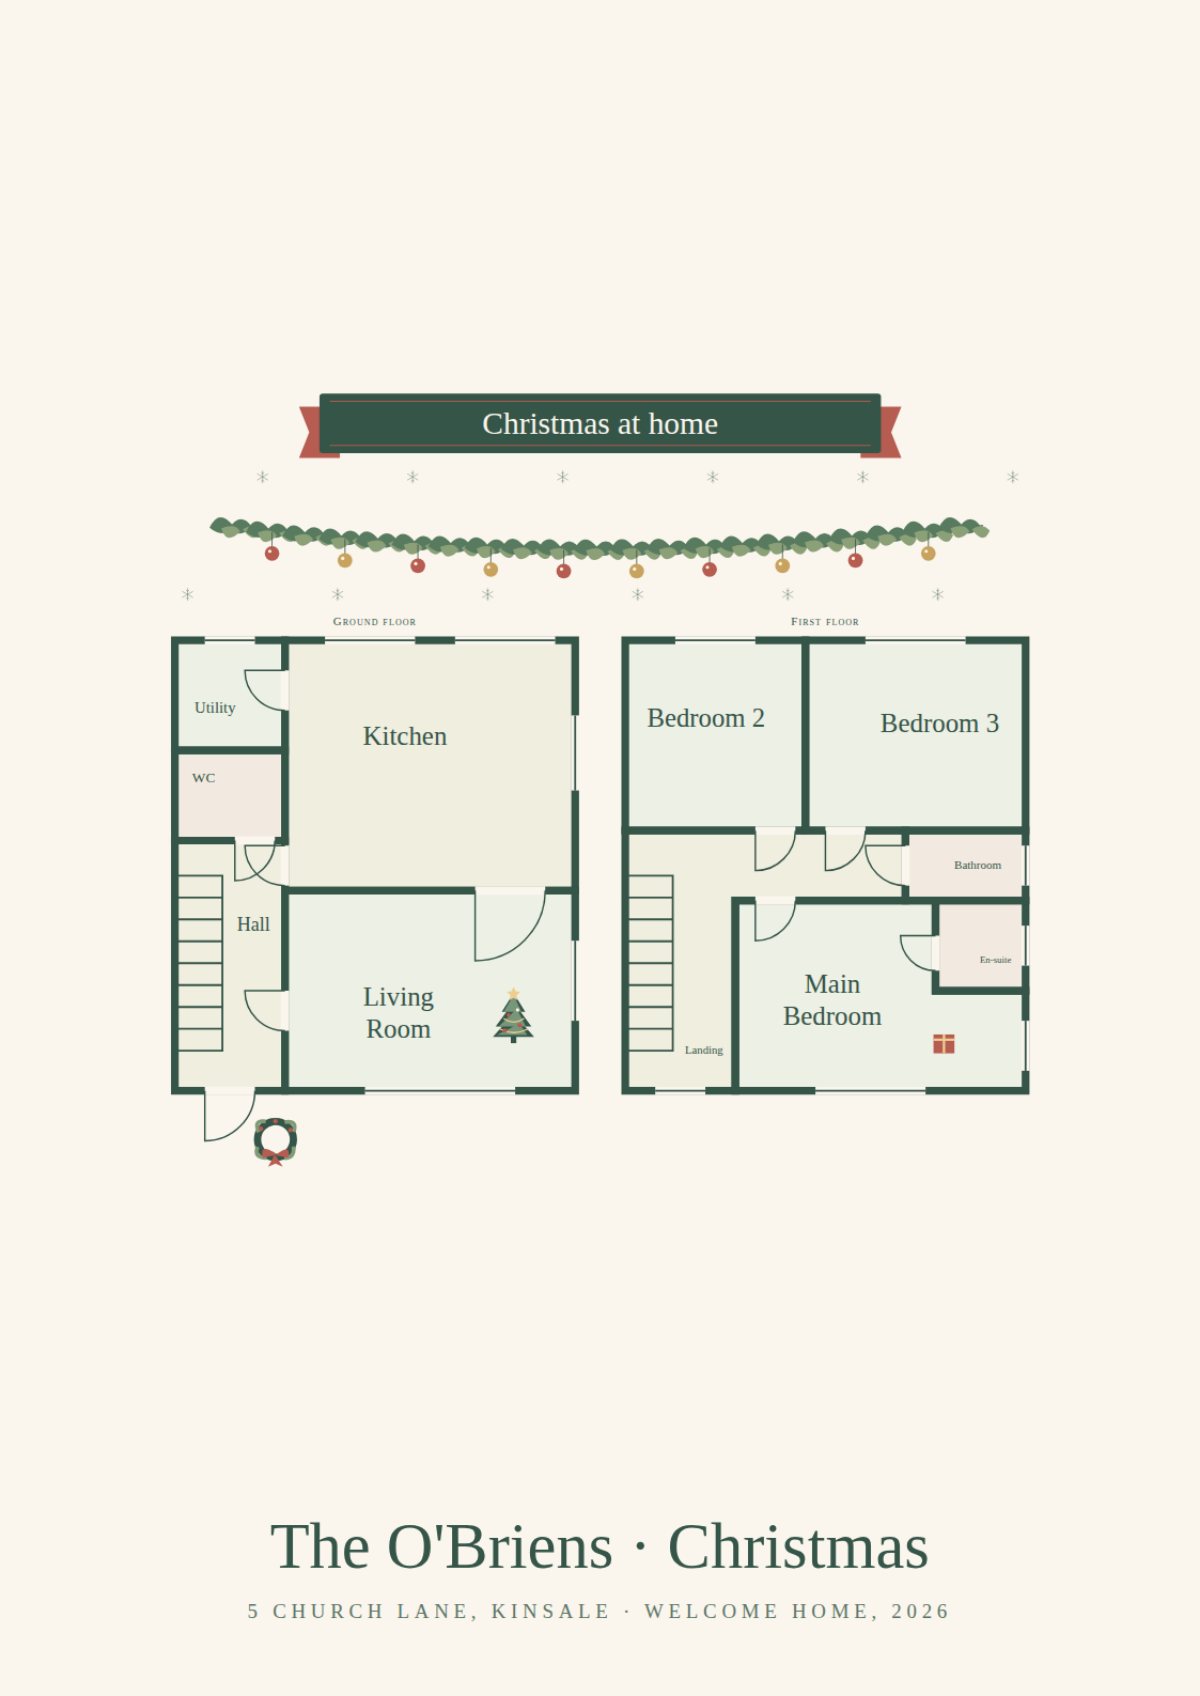 Christmas at home
Ground floor
First floor
Utility
Kitchen
WC
Hall
Living
Room
Bedroom 2
Bedroom 3
Bathroom
En-suite
Main
Bedroom
Landing
The O'Briens · Christmas
5 CHURCH LANE, KINSALE · WELCOME HOME, 2026